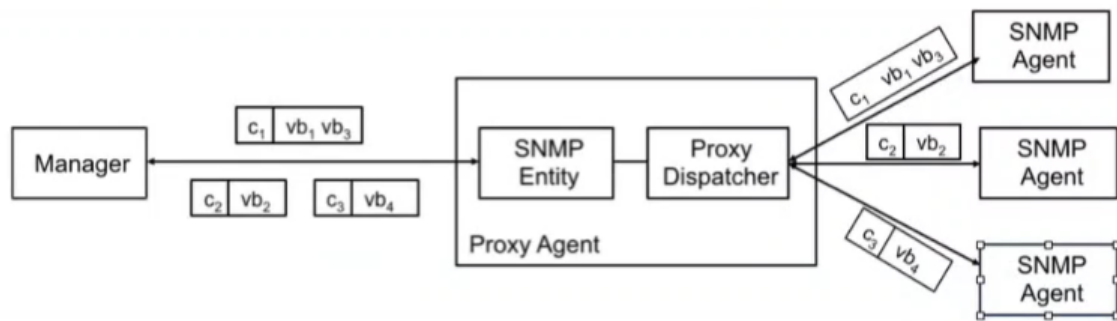 SNMP
Agent
c₁ vb₁ vb₃
c₁ vb₁ vb₃
Manager
SNMP
Entity
Proxy
Dispatcher
c₂ vb₂
SNMP
Agent
c₂ vb₂
c₃ vb₄
Proxy Agent
c₃ vb₄
SNMP
Agent